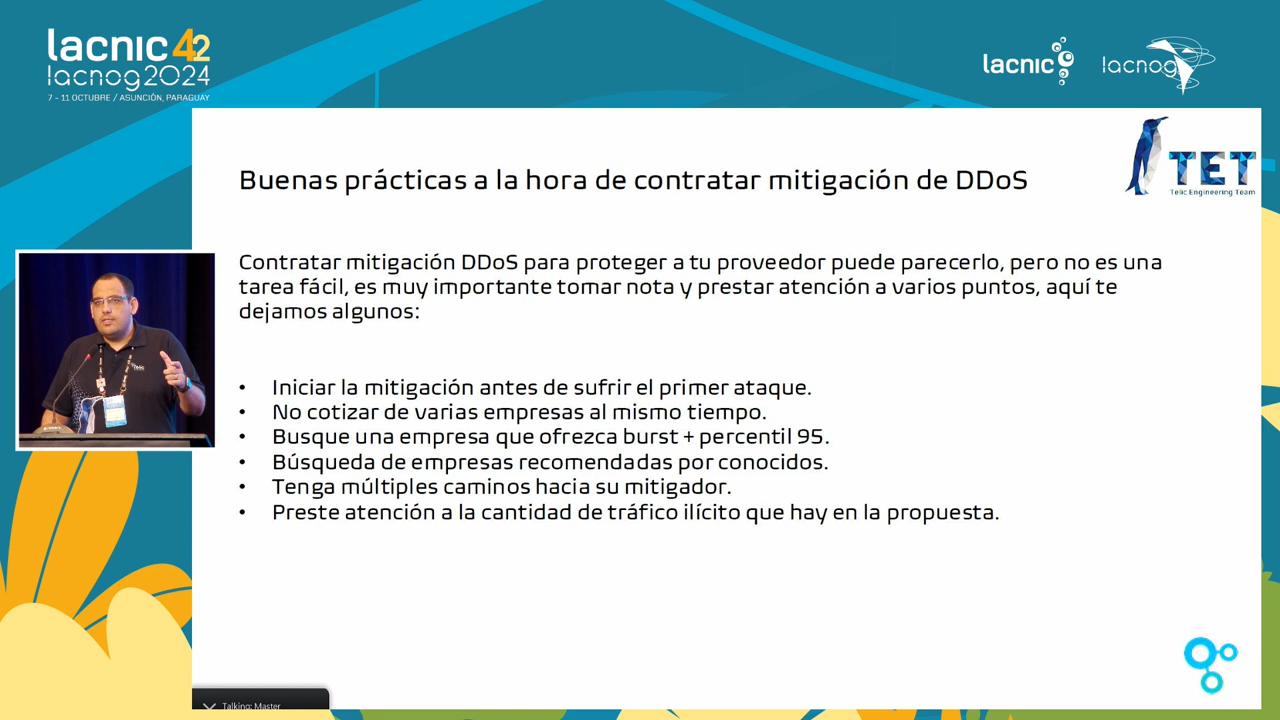 lacnic 42
lacnog2024
7 - 11 OCTUBRE / ASUNCIÓN, PARAGUAY
lacnic
lacnog
TET
Telic Engineering Team
Buenas prácticas a la hora de contratar mitigación de DDoS
Contratar mitigación DDoS para proteger a tu proveedor puede parecerlo, pero no es una
tarea fácil, es muy importante tomar nota y prestar atención a varios puntos, aquí te
dejamos algunos:
• Iniciar la mitigación antes de sufrir el primer ataque.
• No cotizar de varias empresas al mismo tiempo.
• Busque una empresa que ofrezca burst + percentil 95.
• Búsqueda de empresas recomendadas por conocidos.
• Tenga múltiples caminos hacia su mitigador.
• Preste atención a la cantidad de tráfico ilícito que hay en la propuesta.
Talking: Master